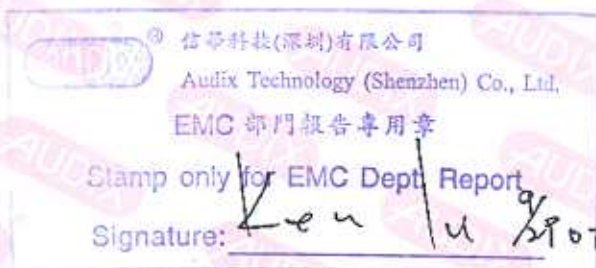 ® 信華科技(深圳)有限公司
Audix Technology (Shenzhen) Co., Ltd.
EMC 部門報告專用章
Stamp only for EMC Dept. Report
Signature: Ken Lu